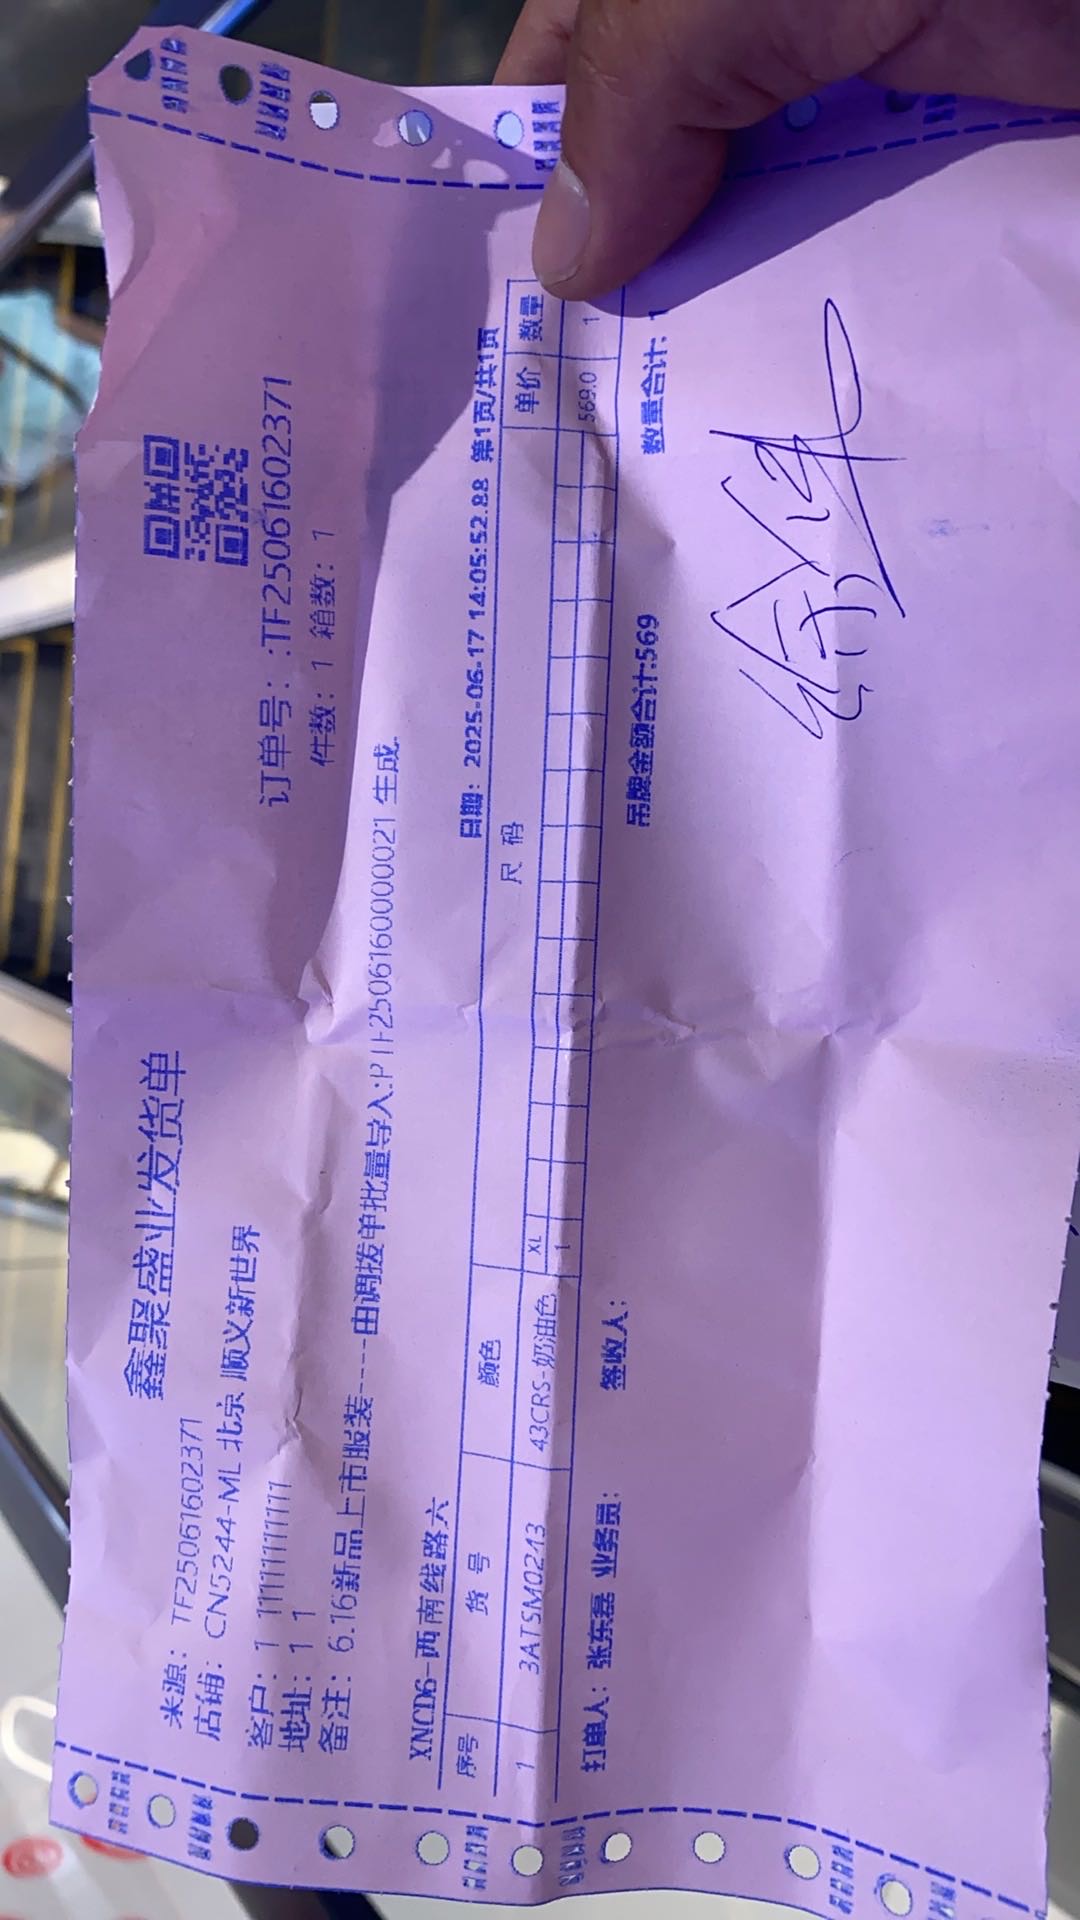 鑫聚盛业发货单
来源：TF250616023​71
订单号：:TF25061602371
店铺：CN5244-ML 北京 顺义新世界
件数：1 箱数：1
客户：1 1111111111
地址：1 1
备注：6.16新品上市服装----由调拨单批量导入:PTF2506160000021 生成.
XNCD6-西南线路六
日期：2025-06-17 14:05:52.88 第1页/共1页
序号 货号 颜色 尺码 单价 数量
XL
1 3ATSM0243 43CRS-奶油色 1 569.0 1
打单人：张东磊 业务员： 签收人： 吊牌金额合计:569 数量合计: 1